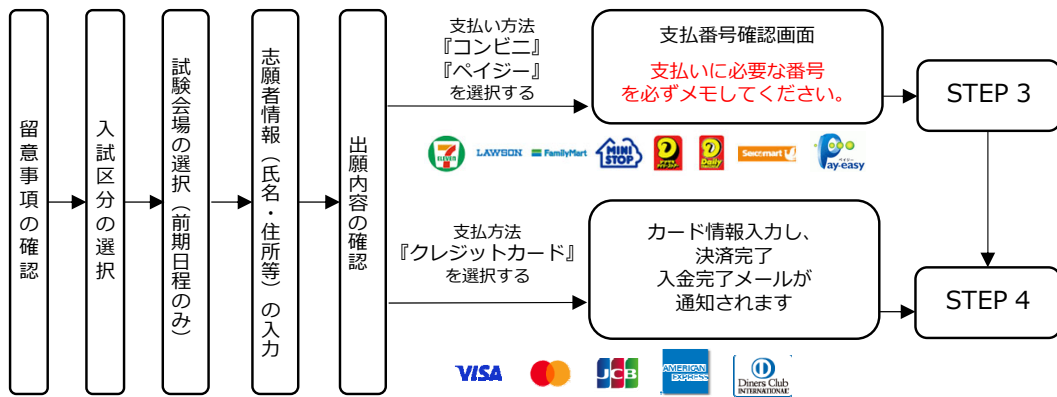 留意事項の確認
入試区分の選択
試験会場の選択（前期日程のみ）
志願者情報（氏名・住所等）の入力
出願内容の確認
支払い方法
『コンビニ』
『ペイジー』
を選択する
支払番号確認画面
支払いに必要な番号
を必ずメモしてください。
STEP 3
7
ELEVEN
LAWSON
FamilyMart
MINI
STOP
Daily
Seicomart
ペイジー
Pay-easy
支払方法
『クレジットカード』
を選択する
カード情報入力し、
決済完了
入金完了メールが
通知されます
STEP 4
VISA
JCB
AMERICAN
EXPRESS
Diners Club
INTERNATIONAL